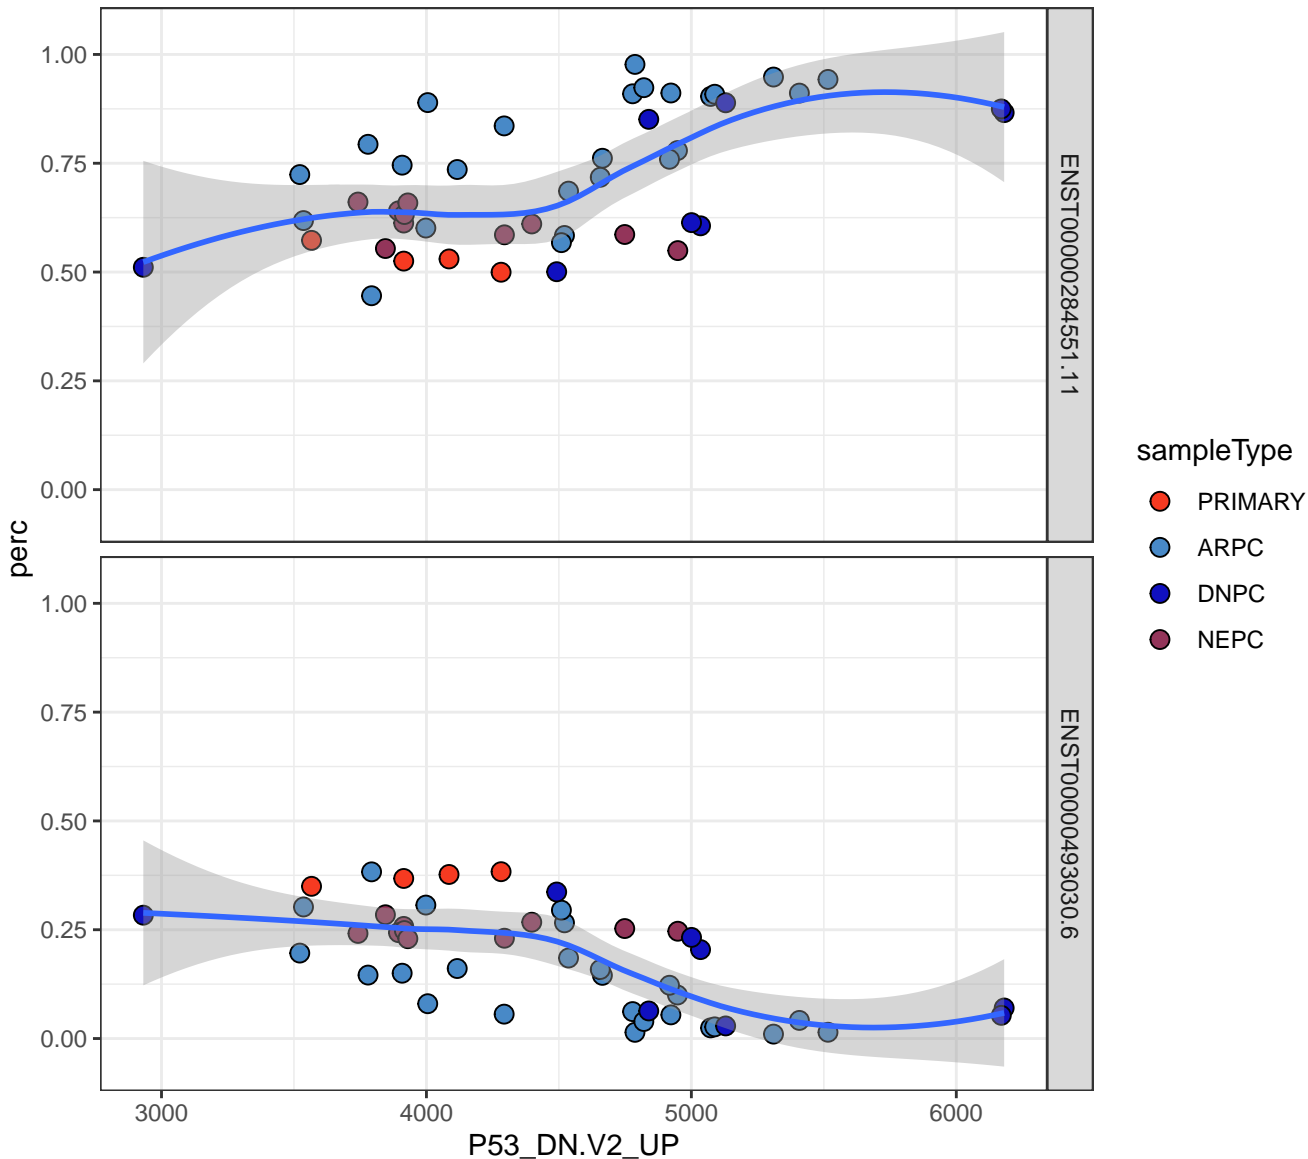 1.00
0.75
0.50
0.25
0.00
ENST00000284551.11
1.00
0.75
0.50
0.25
0.00
ENST00000493030.6
perc
3000
4000
5000
6000
P53_DN.V2_UP
sampleType
PRIMARY
ARPC
DNPC
NEPC